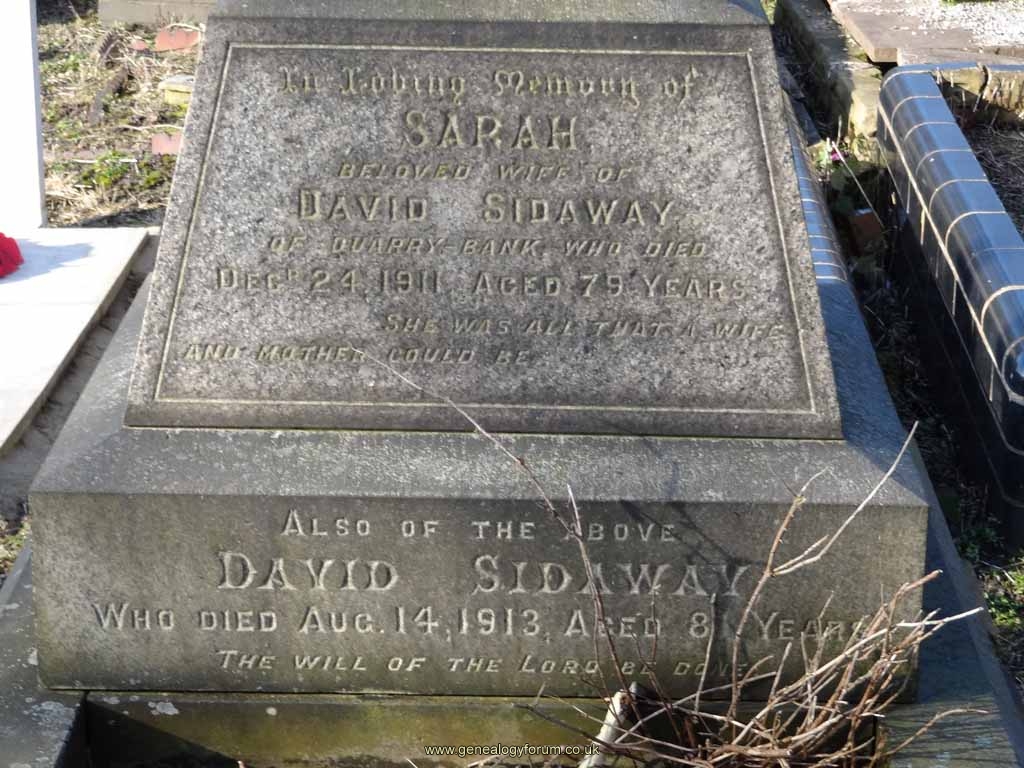 In Loving Memory of
SARAH
BELOVED WIFE OF
DAVID SIDAWAY
OF QUARRY-BANK WHO DIED
DECR 24, 1911, AGED 79 YEARS.
SHE WAS ALL THAT A WIFE
AND MOTHER COULD BE
ALSO OF THE ABOVE
DAVID SIDAWAY
WHO DIED AUG. 14, 1913, AGED YEARS.
THE WILL OF THE LORD BE DONE
www.genealogyforum.co.uk